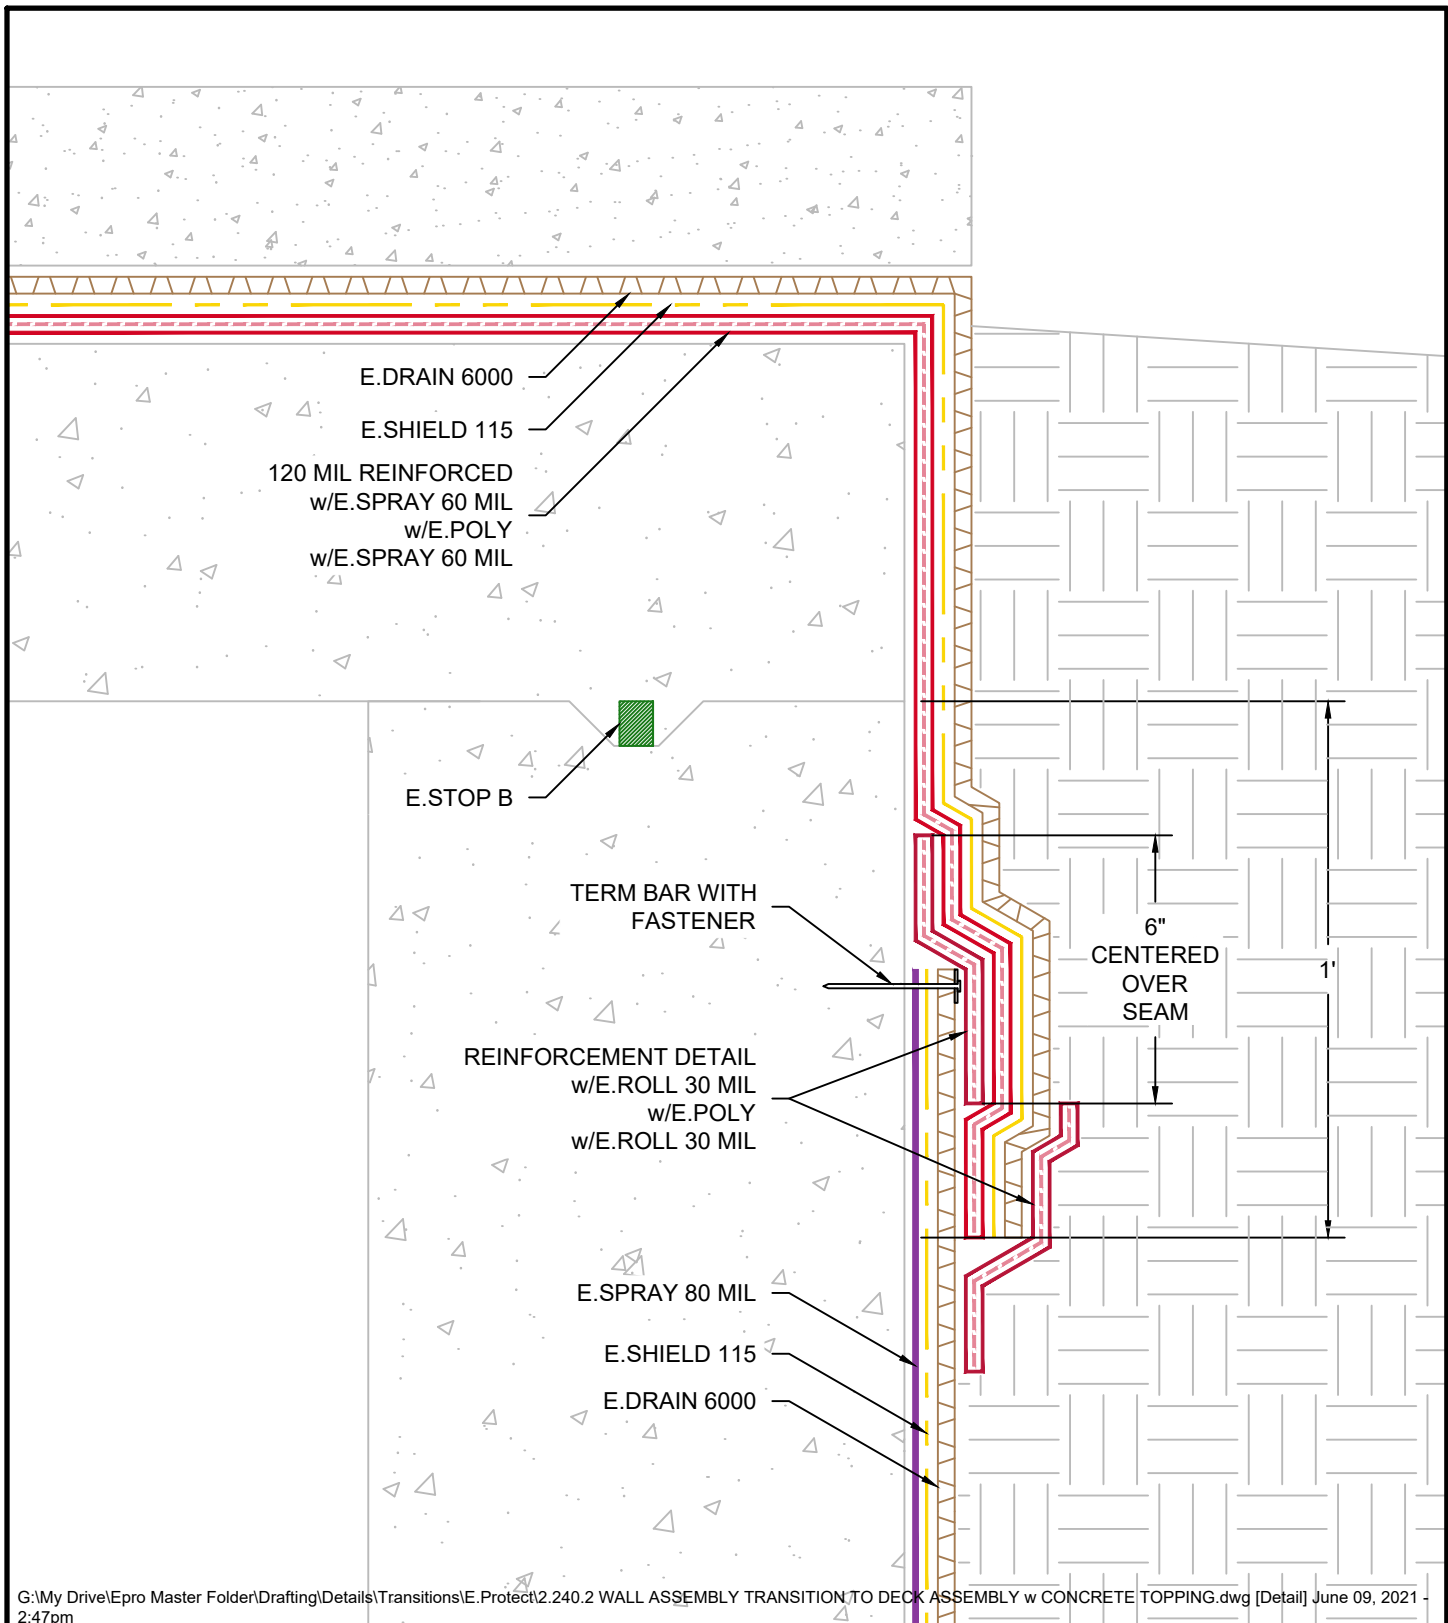 E.DRAIN 6000
E.SHIELD 115
120 MIL REINFORCED
w/E.SPRAY 60 MIL
w/E.POLY
w/E.SPRAY 60 MIL
E.STOP B
TERM BAR WITH
FASTENER
6"
CENTERED
OVER
SEAM
1'
REINFORCEMENT DETAIL
w/E.ROLL 30 MIL
w/E.POLY
w/E.ROLL 30 MIL
E.SPRAY 80 MIL
E.SHIELD 115
E.DRAIN 6000
G:\My Drive\Epro Master Folder\Drafting\Details\Transitions\E.Protect\2.240.2 WALL ASSEMBLY TRANSITION TO DECK ASSEMBLY w CONCRETE TOPPING.dwg [Detail] June 09, 2021 -
2:47pm